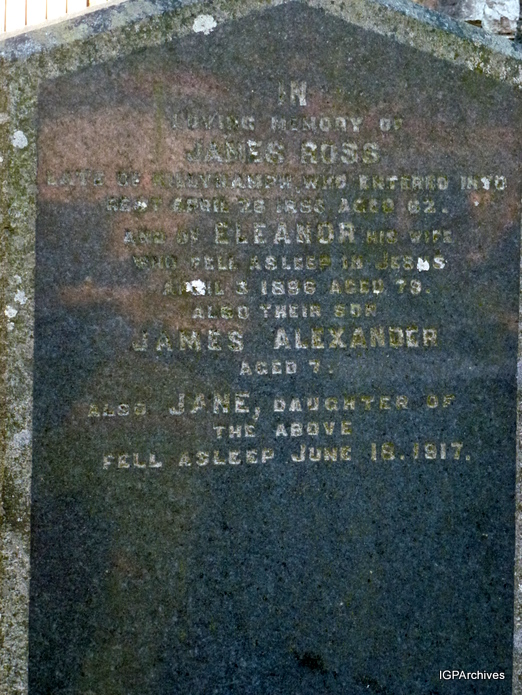 IN
LOVING MEMORY OF
JAMES ROSS
LATE OF WHO ENTERED INTO
REST APRIL AGED 62.
AND OF ELEANOR HIS WIFE
WHO FELL ASLEEP IN JESUS
APRIL 3 1886 AGED 79.
ALSO THEIR SON
JAMES ALEXANDER
AGED 7.
ALSO JANE, DAUGHTER OF
THE ABOVE
FELL ASLEEP JUNE 18. 1917.
IGPArchives